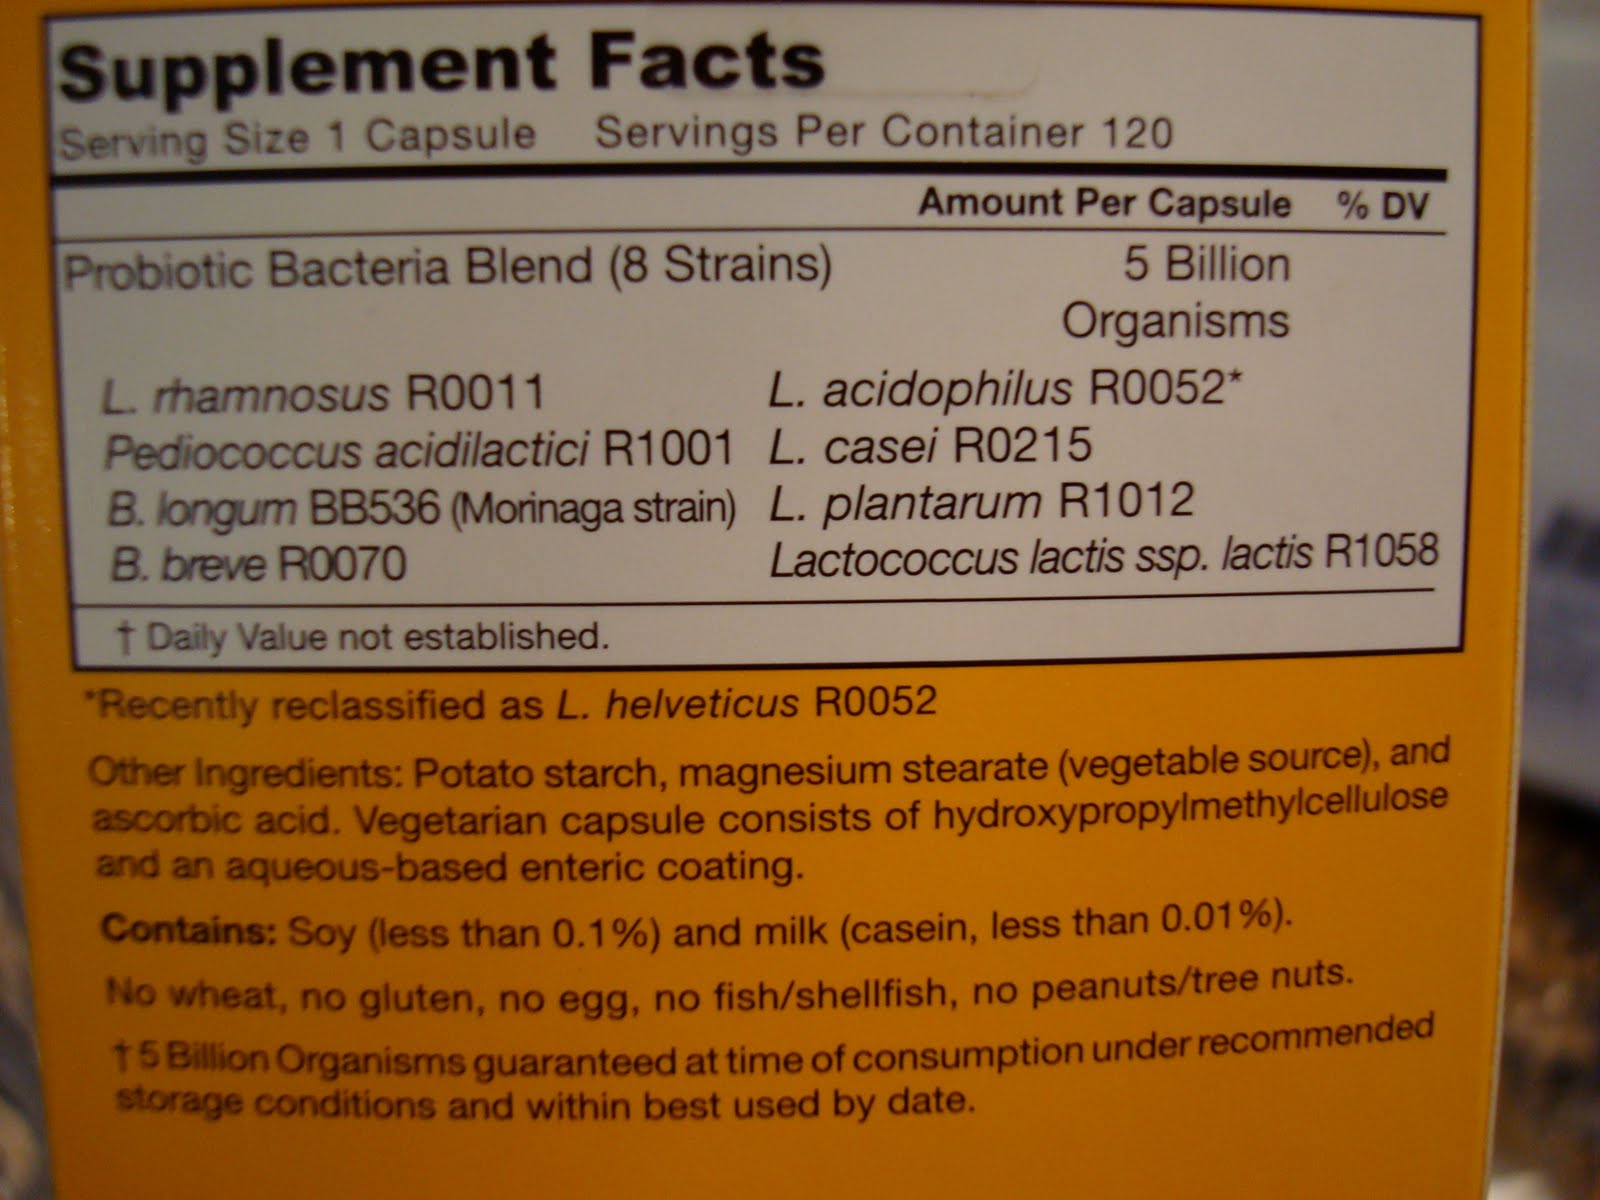 Supplement Facts
Serving Size 1 Capsule Servings Per Container 120
Amount Per Capsule % DV
Probiotic Bacteria Blend (8 Strains) 5 Billion
Organisms
L. rhamnosus R0011 L. acidophilus R0052*
Pediococcus acidilactici R1001 L. casei R0215
B. longum BB536 (Morinaga strain) L. plantarum R1012
B. breve R0070 Lactococcus lactis ssp. lactis R1058
† Daily Value not established.
*Recently reclassified as L. helveticus R0052
Other Ingredients: Potato starch, magnesium stearate (vegetable source), and
ascorbic acid. Vegetarian capsule consists of hydroxypropylmethylcellulose
and an aqueous-based enteric coating.
Contains: Soy (less than 0.1%) and milk (casein, less than 0.01%).
No wheat, no gluten, no egg, no fish/shellfish, no peanuts/tree nuts.
† 5 Billion Organisms guaranteed at time of consumption under recommended
storage conditions and within best used by date.